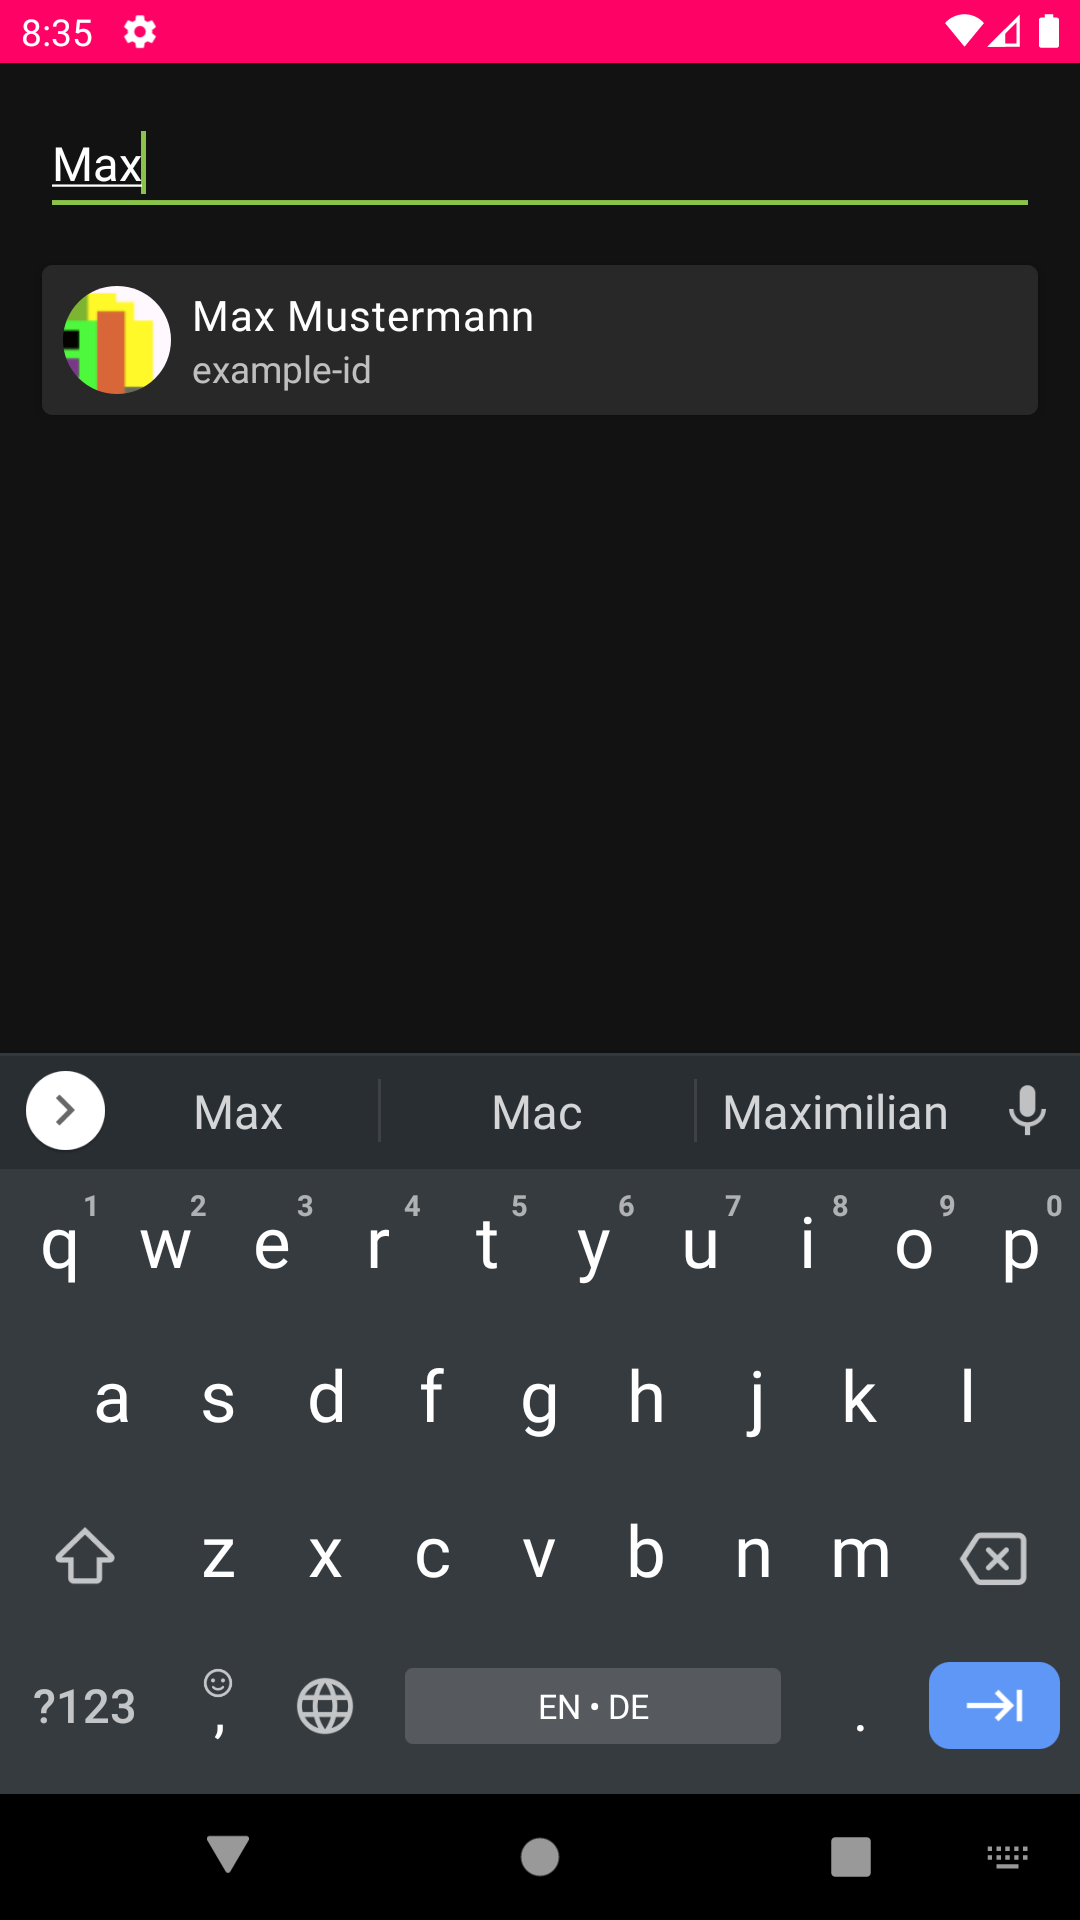 8:35
Max
Max Mustermann
example-id
Max Mac Maximilian
1 2 3 4 5 6 7 8 9 0
q w e r t y u i o p
a s d f g h j k l
z x c v b n m
?123 , EN • DE .